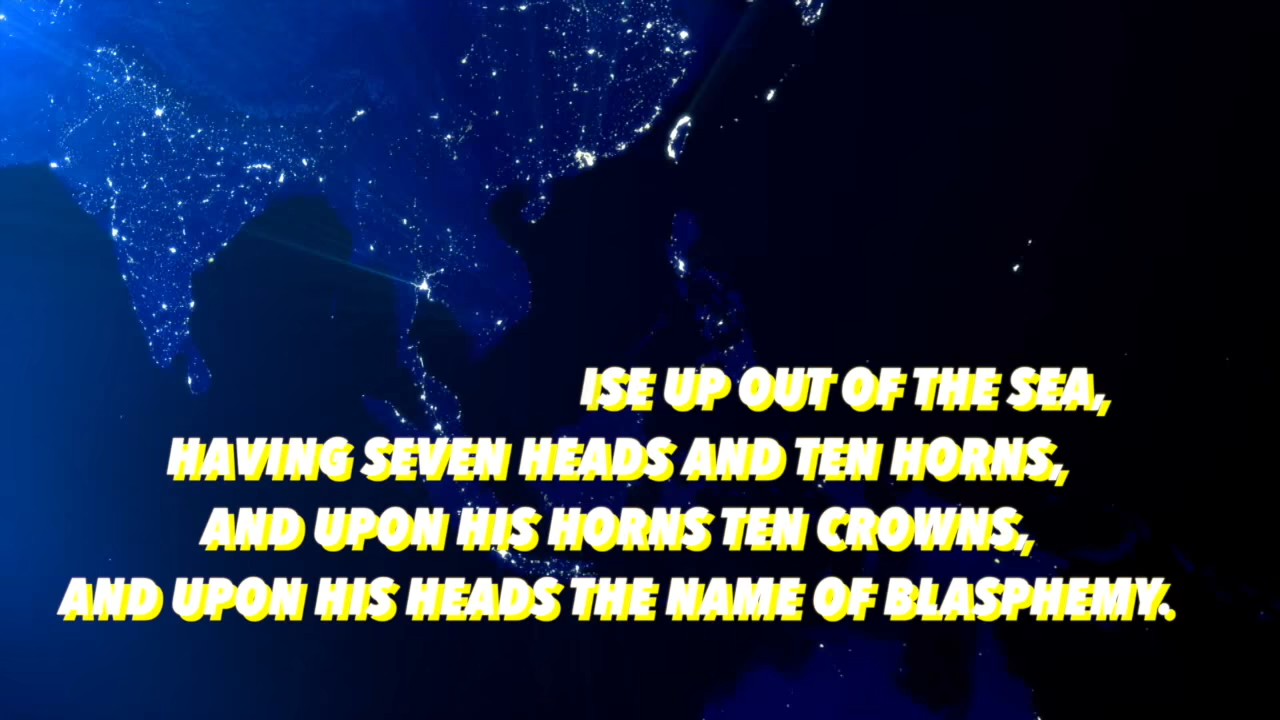 ISE UP OUT OF THE SEA,
HAVING SEVEN HEADS AND TEN HORNS,
AND UPON HIS HORNS TEN CROWNS,
AND UPON HIS HEADS THE NAME OF BLASPHEMY.